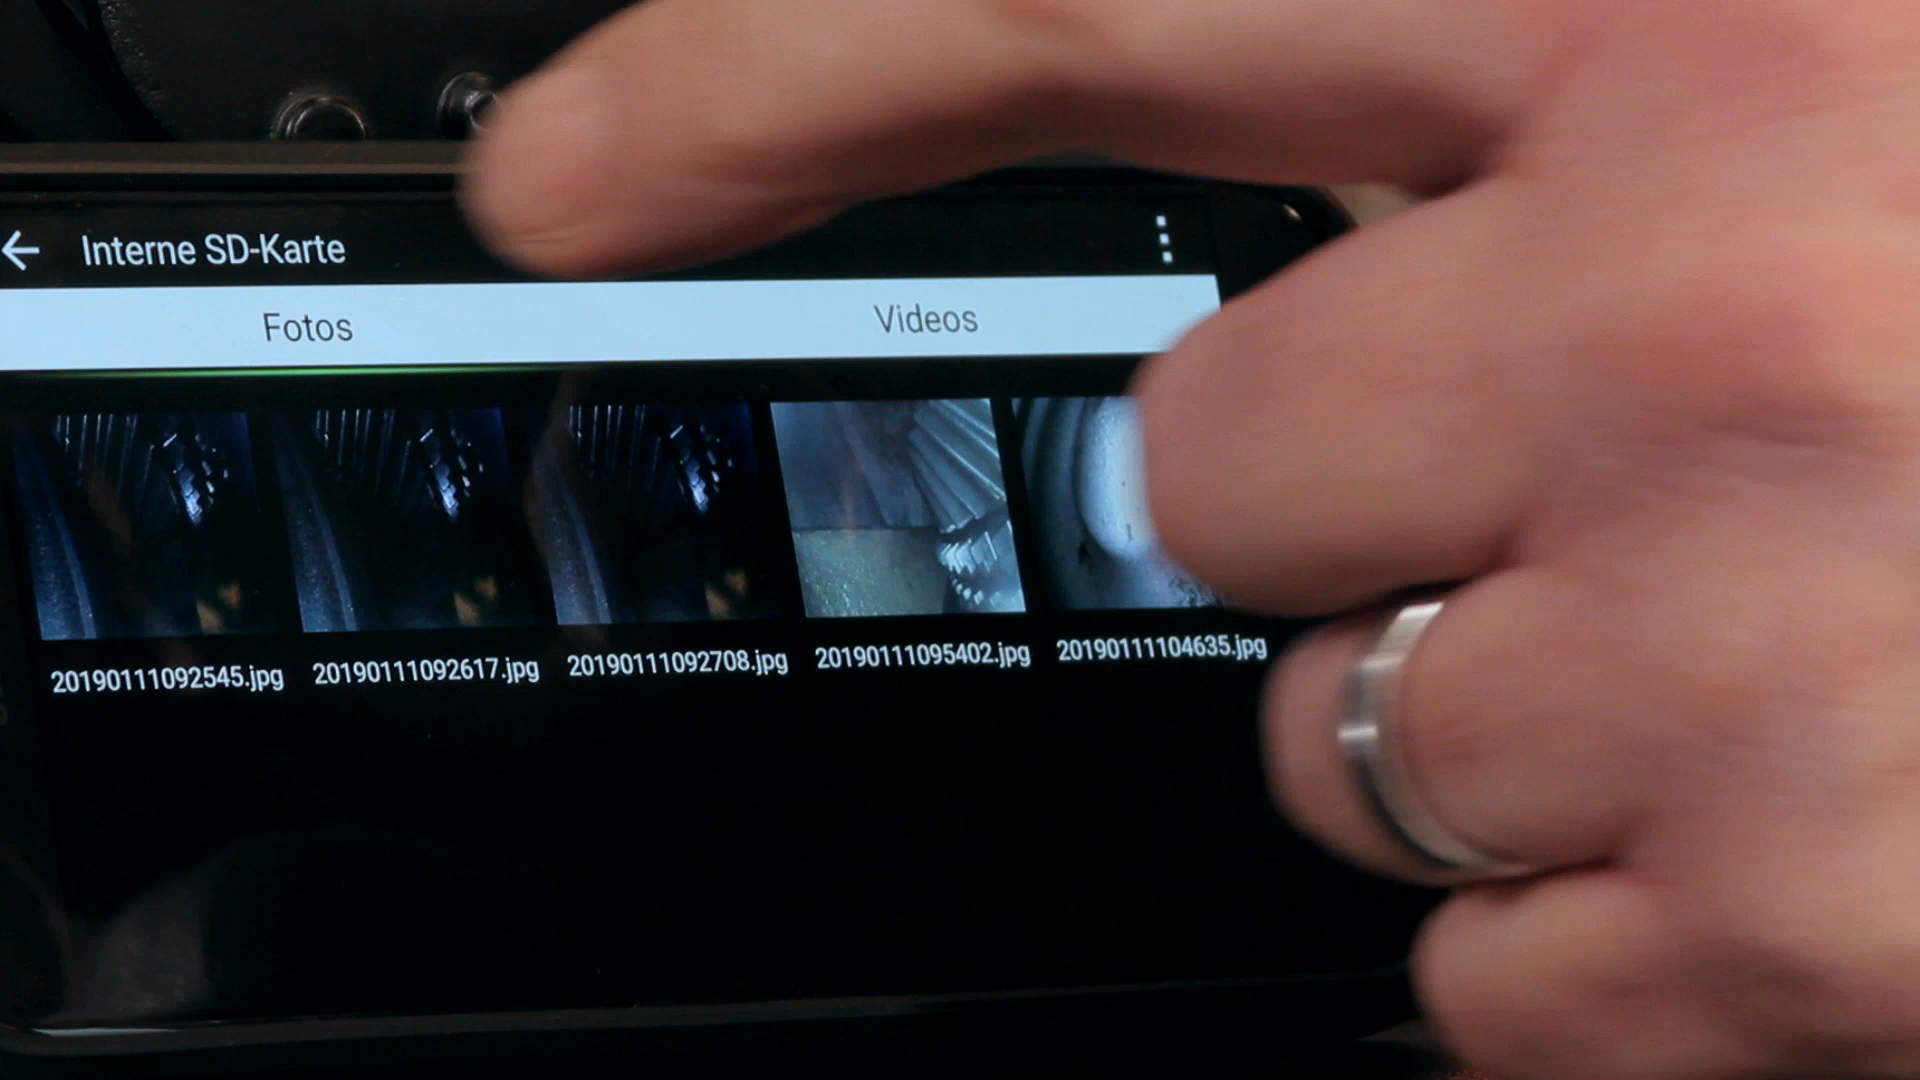 Interne SD-Karte
Fotos
Videos
20190111092545.jpg
20190111092617.jpg
20190111092708.jpg
20190111095402.jpg
20190111104635.jpg